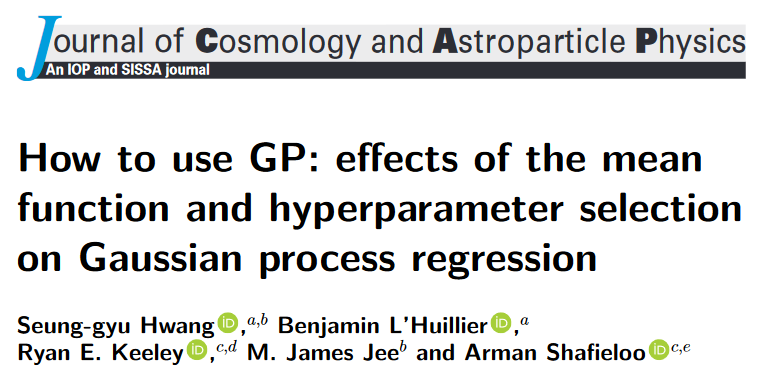 Journal of Cosmology and Astroparticle Physics
An IOP and SISSA journal
How to use GP: effects of the mean
function and hyperparameter selection
on Gaussian process regression
Seung-gyu Hwang iD,a,b Benjamin L'Huillier iD,a
Ryan E. Keeley iD,c,d M. James Jeeb and Arman Shafieloo iDc,e